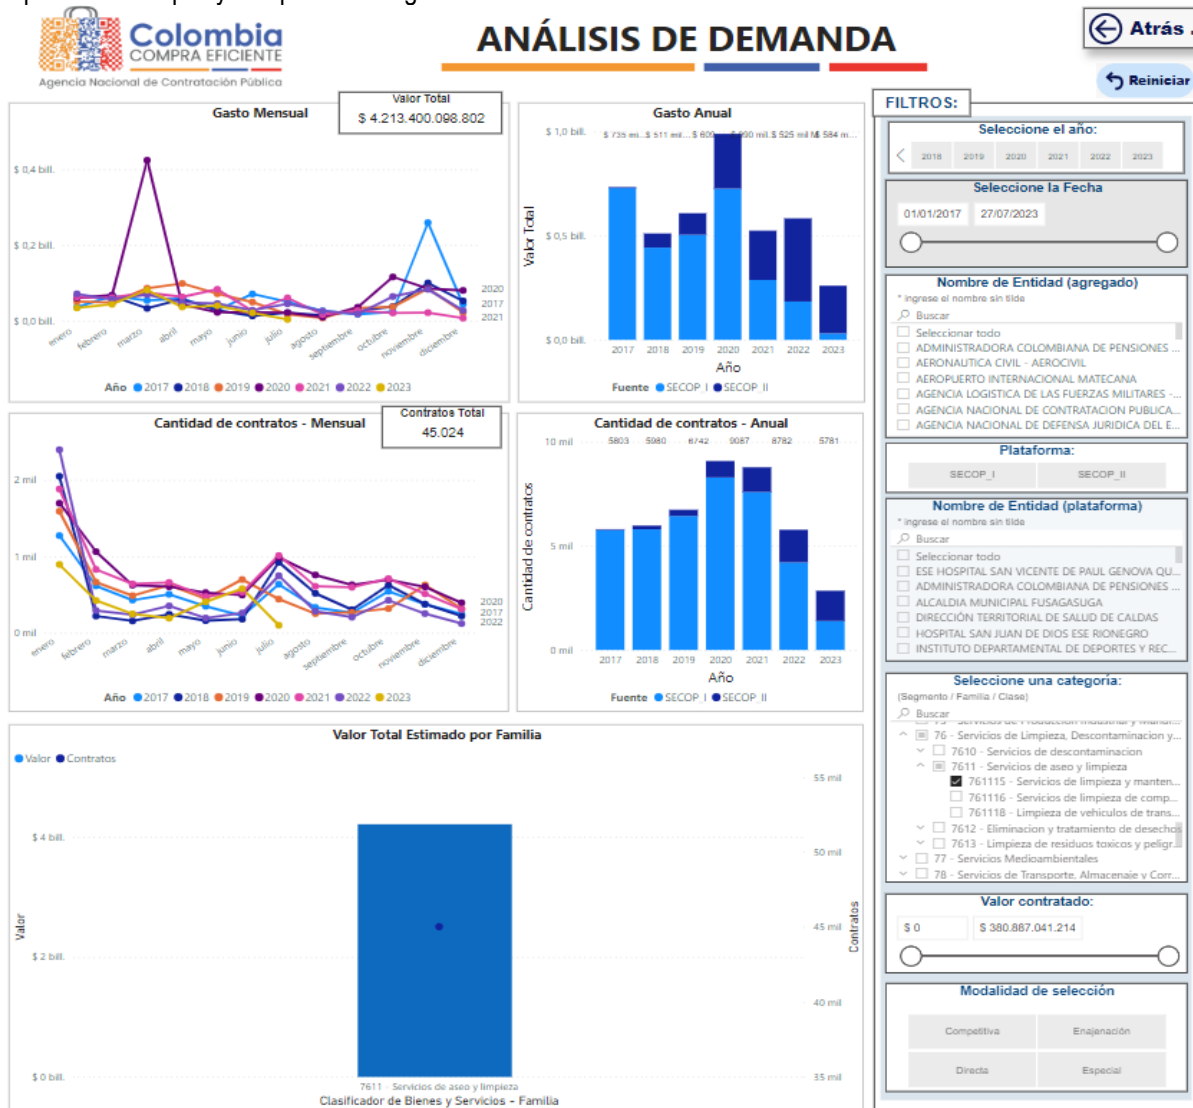 Colombia
COMPRA EFICIENTE
Agencia Nacional de Contratación Pública
ANÁLISIS DE DEMANDA
Atrás
Reiniciar
Gasto Mensual
Valor Total
$ 4.213.400.098.802
$ 0,4 bill.
$ 0,2 bill.
$ 0,0 bill.
enero febrero marzo abril mayo junio julio agosto septiembre octubre noviembre diciembre
2020
2017
2021
Año 2017 2018 2019 2020 2021 2022 2023
Gasto Anual
$ 1,0 bill.
$ 735 mi... $ 511 mil... $ 609 $ 525 mil M $ 584 m...
$ 0,5 bill.
$ 0,0 bill.
Valor Total
2017 2018 2019 2020 2021 2022 2023
Año
Fuente SECOP_I SECOP_II
Cantidad de contratos - Mensual
Contratos Total
45.024
2 mil
1 mil
0 mil
enero febrero marzo abril mayo junio julio agosto septiembre octubre noviembre diciembre
2020
2017
2022
Año 2017 2018 2019 2020 2021 2022 2023
Cantidad de contratos - Anual
10 mil
5803 5980 6742 9087 8782 5781
5 mil
0 mil
Cantidad de contratos
2017 2018 2019 2020 2021 2022 2023
Año
Fuente SECOP_I SECOP_II
Valor Total Estimado por Familia
Valor Contratos
$ 4 bill.
$ 2 bill.
$ 0 bill.
Valor
55 mil
50 mil
45 mil
40 mil
35 mil
Contratos
7611 - Servicios de aseo y limpieza
Clasificador de Bienes y Servicios - Familia
FILTROS:
Seleccione el año:
2018 2019 2020 2021 2022 2023
Seleccione la Fecha
01/01/2017 27/07/2023
Nombre de Entidad (agregado)
* ingrese el nombre sin tilde
Buscar
Seleccionar todo
ADMINISTRADORA COLOMBIANA DE PENSIONES ...
AERONAUTICA CIVIL - AEROCIVIL
AEROPUERTO INTERNACIONAL MATECANA
AGENCIA LOGISTICA DE LAS FUERZAS MILITARES -...
AGENCIA NACIONAL DE CONTRATACION PUBLICA...
AGENCIA NACIONAL DE DEFENSA JURIDICA DEL E...
Plataforma:
SECOP_I SECOP_II
Nombre de Entidad (plataforma)
* ingrese el nombre sin tilde
Buscar
Seleccionar todo
ESE HOSPITAL SAN VICENTE DE PAUL GENOVA QU...
ADMINISTRADORA COLOMBIANA DE PENSIONES ...
ALCALDIA MUNICIPAL FUSAGASUGA
DIRECCIÓN TERRITORIAL DE SALUD DE CALDAS
HOSPITAL SAN JUAN DE DIOS ESE RIONEGRO
INSTITUTO DEPARTAMENTAL DE DEPORTES Y REC...
Seleccione una categoría:
(Segmento / Familia / Clase)
Buscar
76 - Servicios de Limpieza, Descontaminacion y...
7610 - Servicios de descontaminacion
7611 - Servicios de aseo y limpieza
761115 - Servicios de limpieza y manten...
761116 - Servicios de limpieza de comp...
761118 - Limpieza de vehiculos de trans...
7612 - Eliminacion y tratamiento de desechos
7613 - Limpieza de residuos toxicos y peligr...
77 - Servicios Medioambientales
78 - Servicios de Transporte, Almacenaje y Corr...
Valor contratado:
$ 0 $ 380.887.041.214
Modalidad de selección
Competitiva Enajenación
Directa Especial